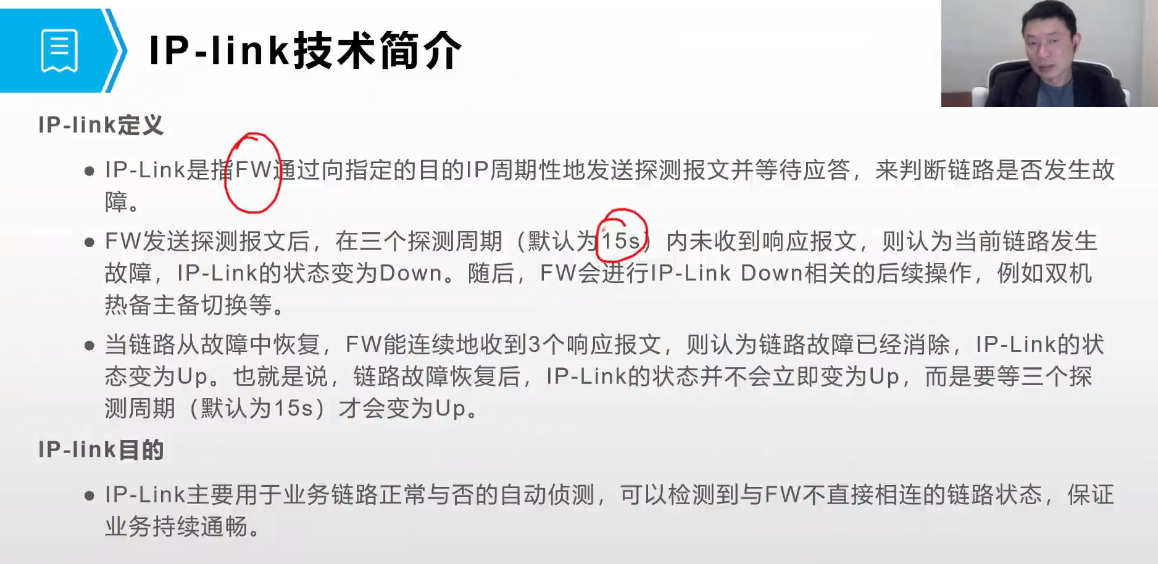 IP-link技术简介
IP-link定义
● IP-Link是指FW通过向指定的目的IP周期性地发送探测报文并等待应答，来判断链路是否发生故
障。
● FW发送探测报文后，在三个探测周期（默认为15s）内未收到响应报文，则认为当前链路发生
故障，IP-Link的状态变为Down。随后，FW会进行IP-Link Down相关的后续操作，例如双机
热备主备切换等。
● 当链路从故障中恢复，FW能连续地收到3个响应报文，则认为链路故障已经消除，IP-Link的状
态变为Up。也就是说，链路故障恢复后，IP-Link的状态并不会立即变为Up，而是要等三个探
测周期（默认为15s）才会变为Up。
IP-link目的
● IP-Link主要用于业务链路正常与否的自动侦测，可以检测到与FW不直接相连的链路状态，保证
业务持续通畅。